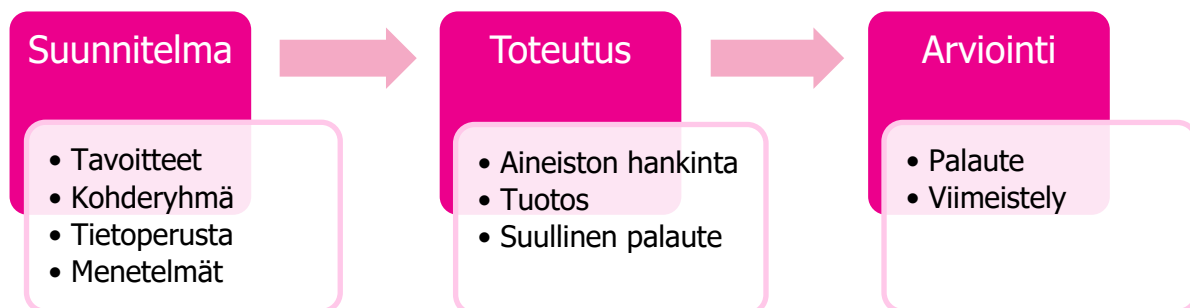 Suunnitelma
• Tavoitteet
• Kohderyhmä
• Tietoperusta
• Menetelmät
Toteutus
• Aineiston hankinta
• Tuotos
• Suullinen palaute
Arviointi
• Palaute
• Viimeistely